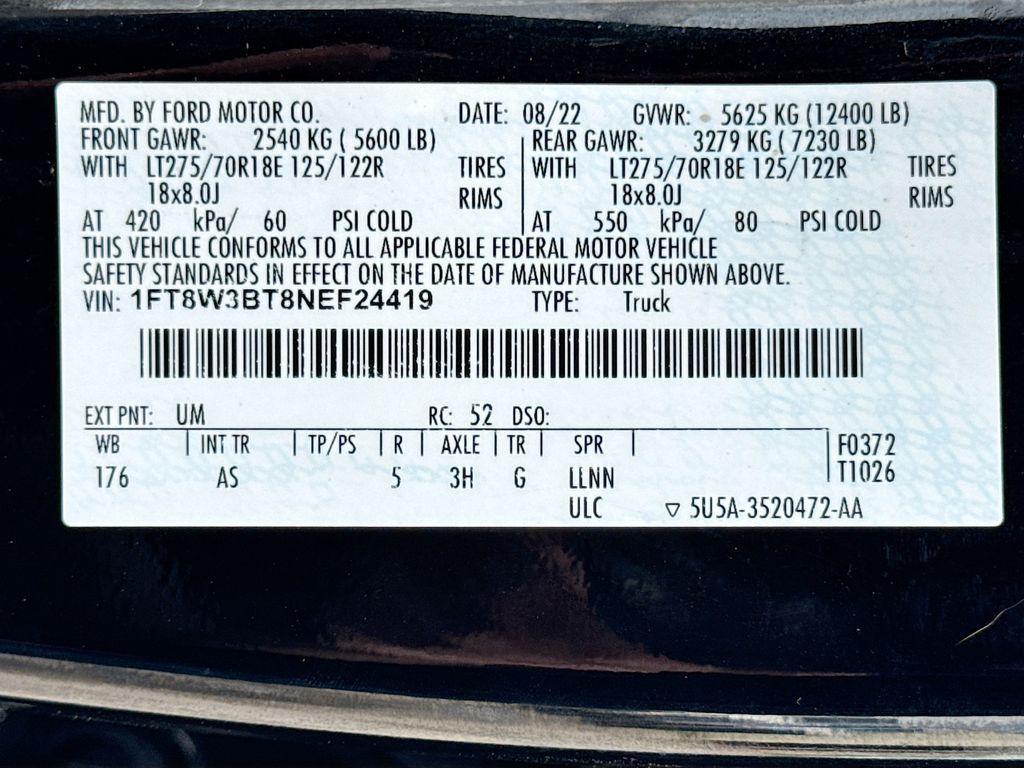 MFD. BY FORD MOTOR CO. DATE: 08/22 GVWR: 5625 KG (12400 LB)
FRONT GAWR: 2540 KG ( 5600 LB) REAR GAWR: 3279 KG ( 7230 LB)
WITH LT275/70R18E 125/122R TIRES WITH LT275/70R18E 125/122R TIRES
18x8.0J RIMS 18x8.0J RIMS
AT 420 kPa/ 60 PSI COLD AT 550 kPa/ 80 PSI COLD
THIS VEHICLE CONFORMS TO ALL APPLICABLE FEDERAL MOTOR VEHICLE
SAFETY STANDARDS IN EFFECT ON THE DATE OF MANUFACTURE SHOWN ABOVE.
VIN: 1FT8W3BT8NEF24419 TYPE: Truck
EXT PNT: UM RC: 52 DSO:
WB INT TR TP/PS R AXLE TR SPR F0372
176 AS 5 3H G LLNN T1026
ULC ▽ 5U5A-3520472-AA